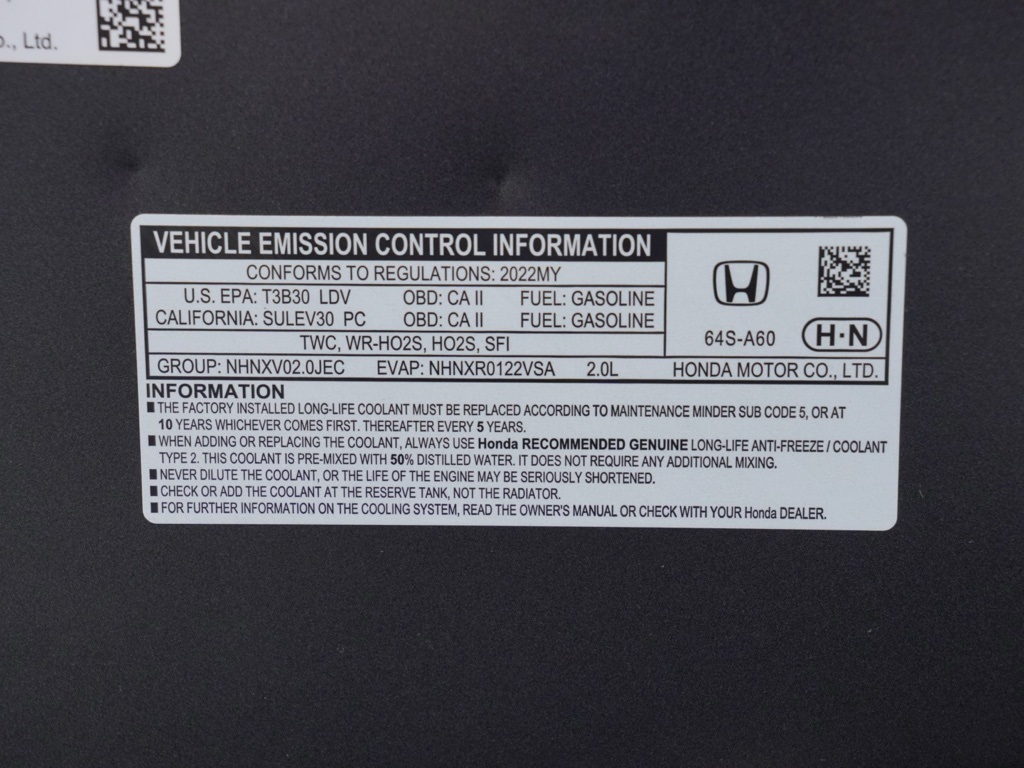 o., Ltd.
VEHICLE EMISSION CONTROL INFORMATION
CONFORMS TO REGULATIONS: 2022MY
U.S. EPA: T3B30 LDV OBD: CA II FUEL: GASOLINE
CALIFORNIA: SULEV30 PC OBD: CA II FUEL: GASOLINE
TWC, WR-HO2S, HO2S, SFI
64S-A60
H·N
GROUP: NHNXV02.0JEC EVAP: NHNXR0122VSA 2.0L HONDA MOTOR CO., LTD.
INFORMATION
■ THE FACTORY INSTALLED LONG-LIFE COOLANT MUST BE REPLACED ACCORDING TO MAINTENANCE MINDER SUB CODE 5, OR AT
10 YEARS WHICHEVER COMES FIRST. THEREAFTER EVERY 5 YEARS.
■ WHEN ADDING OR REPLACING THE COOLANT, ALWAYS USE Honda RECOMMENDED GENUINE LONG-LIFE ANTI-FREEZE / COOLANT
TYPE 2. THIS COOLANT IS PRE-MIXED WITH 50% DISTILLED WATER. IT DOES NOT REQUIRE ANY ADDITIONAL MIXING.
■ NEVER DILUTE THE COOLANT, OR THE LIFE OF THE ENGINE MAY BE SERIOUSLY SHORTENED.
■ CHECK OR ADD THE COOLANT AT THE RESERVE TANK, NOT THE RADIATOR.
■ FOR FURTHER INFORMATION ON THE COOLING SYSTEM, READ THE OWNER'S MANUAL OR CHECK WITH YOUR Honda DEALER.